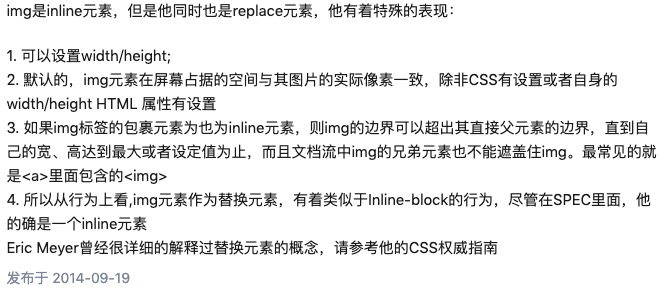 img是inline元素，但是他同时也是replace元素，他有着特殊的表现：
1. 可以设置width/height;
2. 默认的，img元素在屏幕占据的空间与其图片的实际像素一致，除非CSS有设置或者自身的
width/height HTML 属性有设置
3. 如果img标签的包裹元素为也为inline元素，则img的边界可以超出其直接父元素的边界，直到自
己的宽、高达到最大或者设定值为止，而且文档流中img的兄弟元素也不能遮盖住img。最常见的就
是<a>里面包含的<img>
4. 所以从行为上看,img元素作为替换元素，有着类似于Inline-block的行为，尽管在SPEC里面，他
的确是一个inline元素
Eric Meyer曾经很详细的解释过替换元素的概念，请参考他的CSS权威指南
发布于 2014-09-19